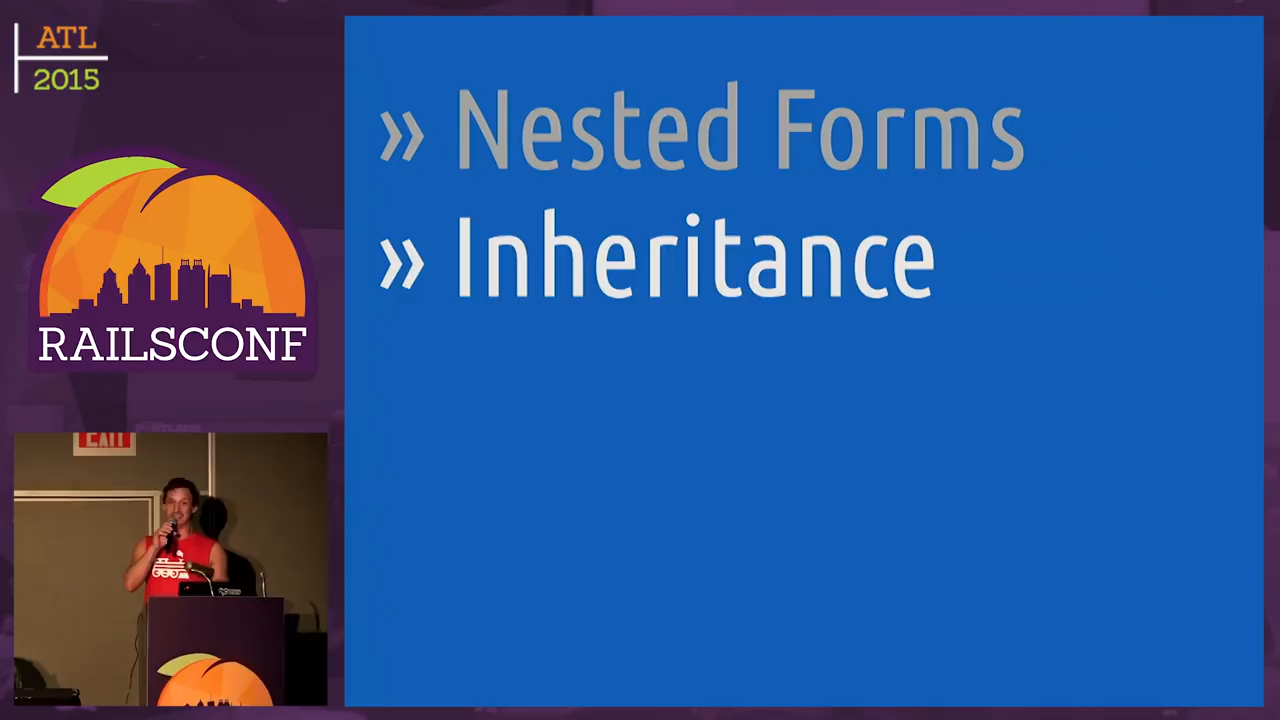 ATL
2015
RAILSCONF
» Nested Forms
» Inheritance
EXIT